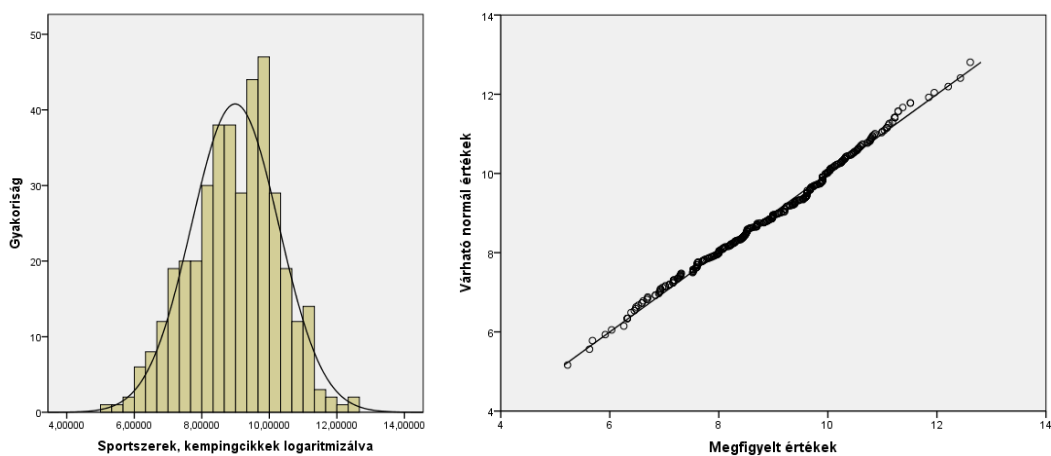 50
40
30
20
10
0
Gyakoriság
4,00000 6,00000 8,00000 10,00000 12,00000 14,00000
Sportszerek, kempingcikkek logaritmizálva
14
12
10
8
6
4
Várható normál értékek
4 6 8 10 12 14
Megfigyelt értékek